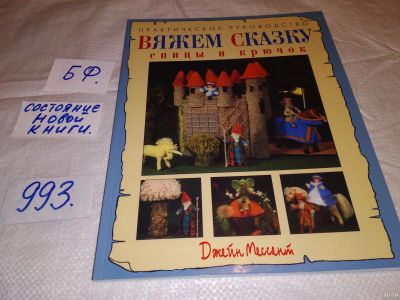 Б Ф.
состояние
новой
книги.
993.
ПРАКТИЧЕСКОЕ РУКОВОДСТВО
ВЯЖЕМ СКАЗКУ
спицы и крючок
Джейн Мессент